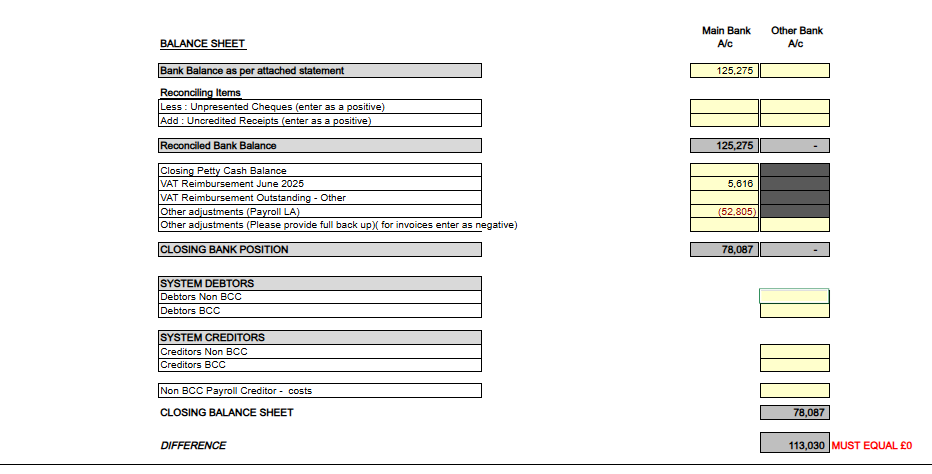 Main Bank Other Bank
BALANCE SHEET A/c A/c
Bank Balance as per attached statement 125,275
Reconciling Items
Less : Unpresented Cheques (enter as a positive)
Add : Uncredited Receipts (enter as a positive)
Reconciled Bank Balance 125,275 -
Closing Petty Cash Balance
VAT Reimbursement June 2025 5,616
VAT Reimbursement Outstanding - Other
Other adjustments (Payroll LA) (52,805)
Other adjustments (Please provide full back up)( for invoices enter as negative)
CLOSING BANK POSITION 78,087 -
SYSTEM DEBTORS
Debtors Non BCC
Debtors BCC
SYSTEM CREDITORS
Creditors Non BCC
Creditors BCC
Non BCC Payroll Creditor - costs
CLOSING BALANCE SHEET 78,087
DIFFERENCE 113,030 MUST EQUAL £0